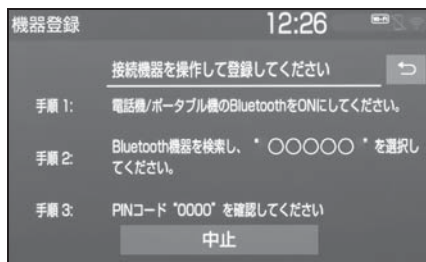 機器登録 12:26 Wi-Fi
接続機器を操作して登録してください
手順 1: 電話機/ポータブル機のBluetoothをONにしてください。
手順 2: Bluetooth機器を検索し、 " ○○○○○ " を選択し
てください。
手順 3: PINコード "0000" を確認してください
中止